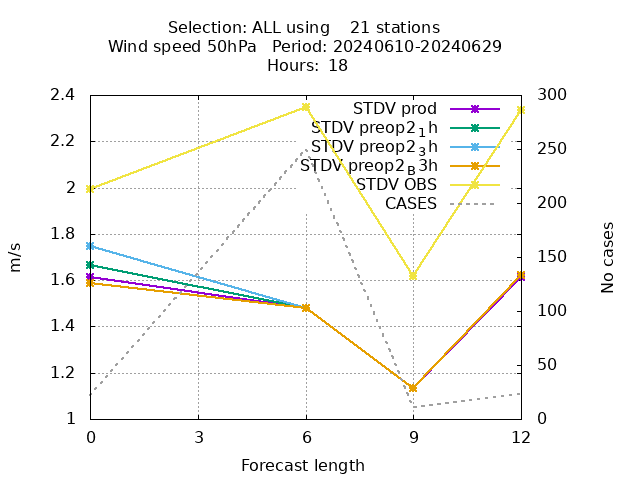 Selection: ALL using    21 stations
Wind speed 50hPa   Period: 20240610-20240629
Hours:  18
2.4
2.2
2
1.8
1.6
1.4
1.2
1
300
250
200
150
100
50
0
m/s
No cases
STDV prod
STDV preop2₁h
STDV preop2₃h
STDV preop2_B3h
STDV OBS
CASES
0 3 6 9 12
Forecast length